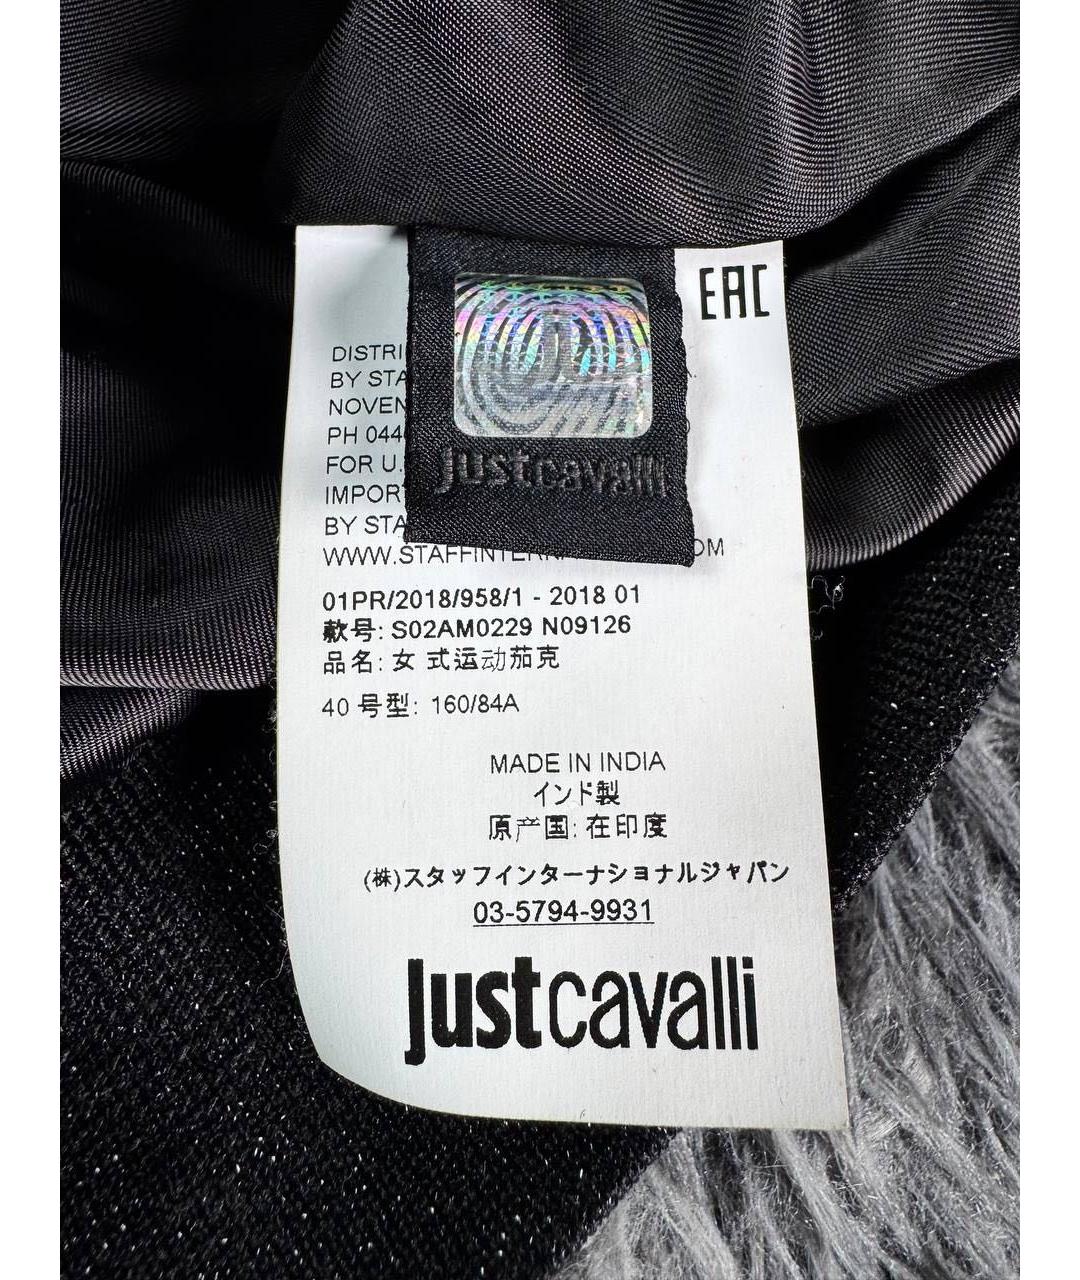 EAC
justcavalli
DISTRI
BY STA
NOVEN
PH 044
FOR U.
IMPOR
BY STA
WWW.STAFFINTERN OM
01PR/2018/958/1 - 2018 01
款号: S02AM0229 N09126
品名: 女 式运动茄克
40 号型: 160/84A
MADE IN INDIA
インド製
原产国: 在印度
(株)スタッフインターナショナルジャパン
03-5794-9931
justcavalli